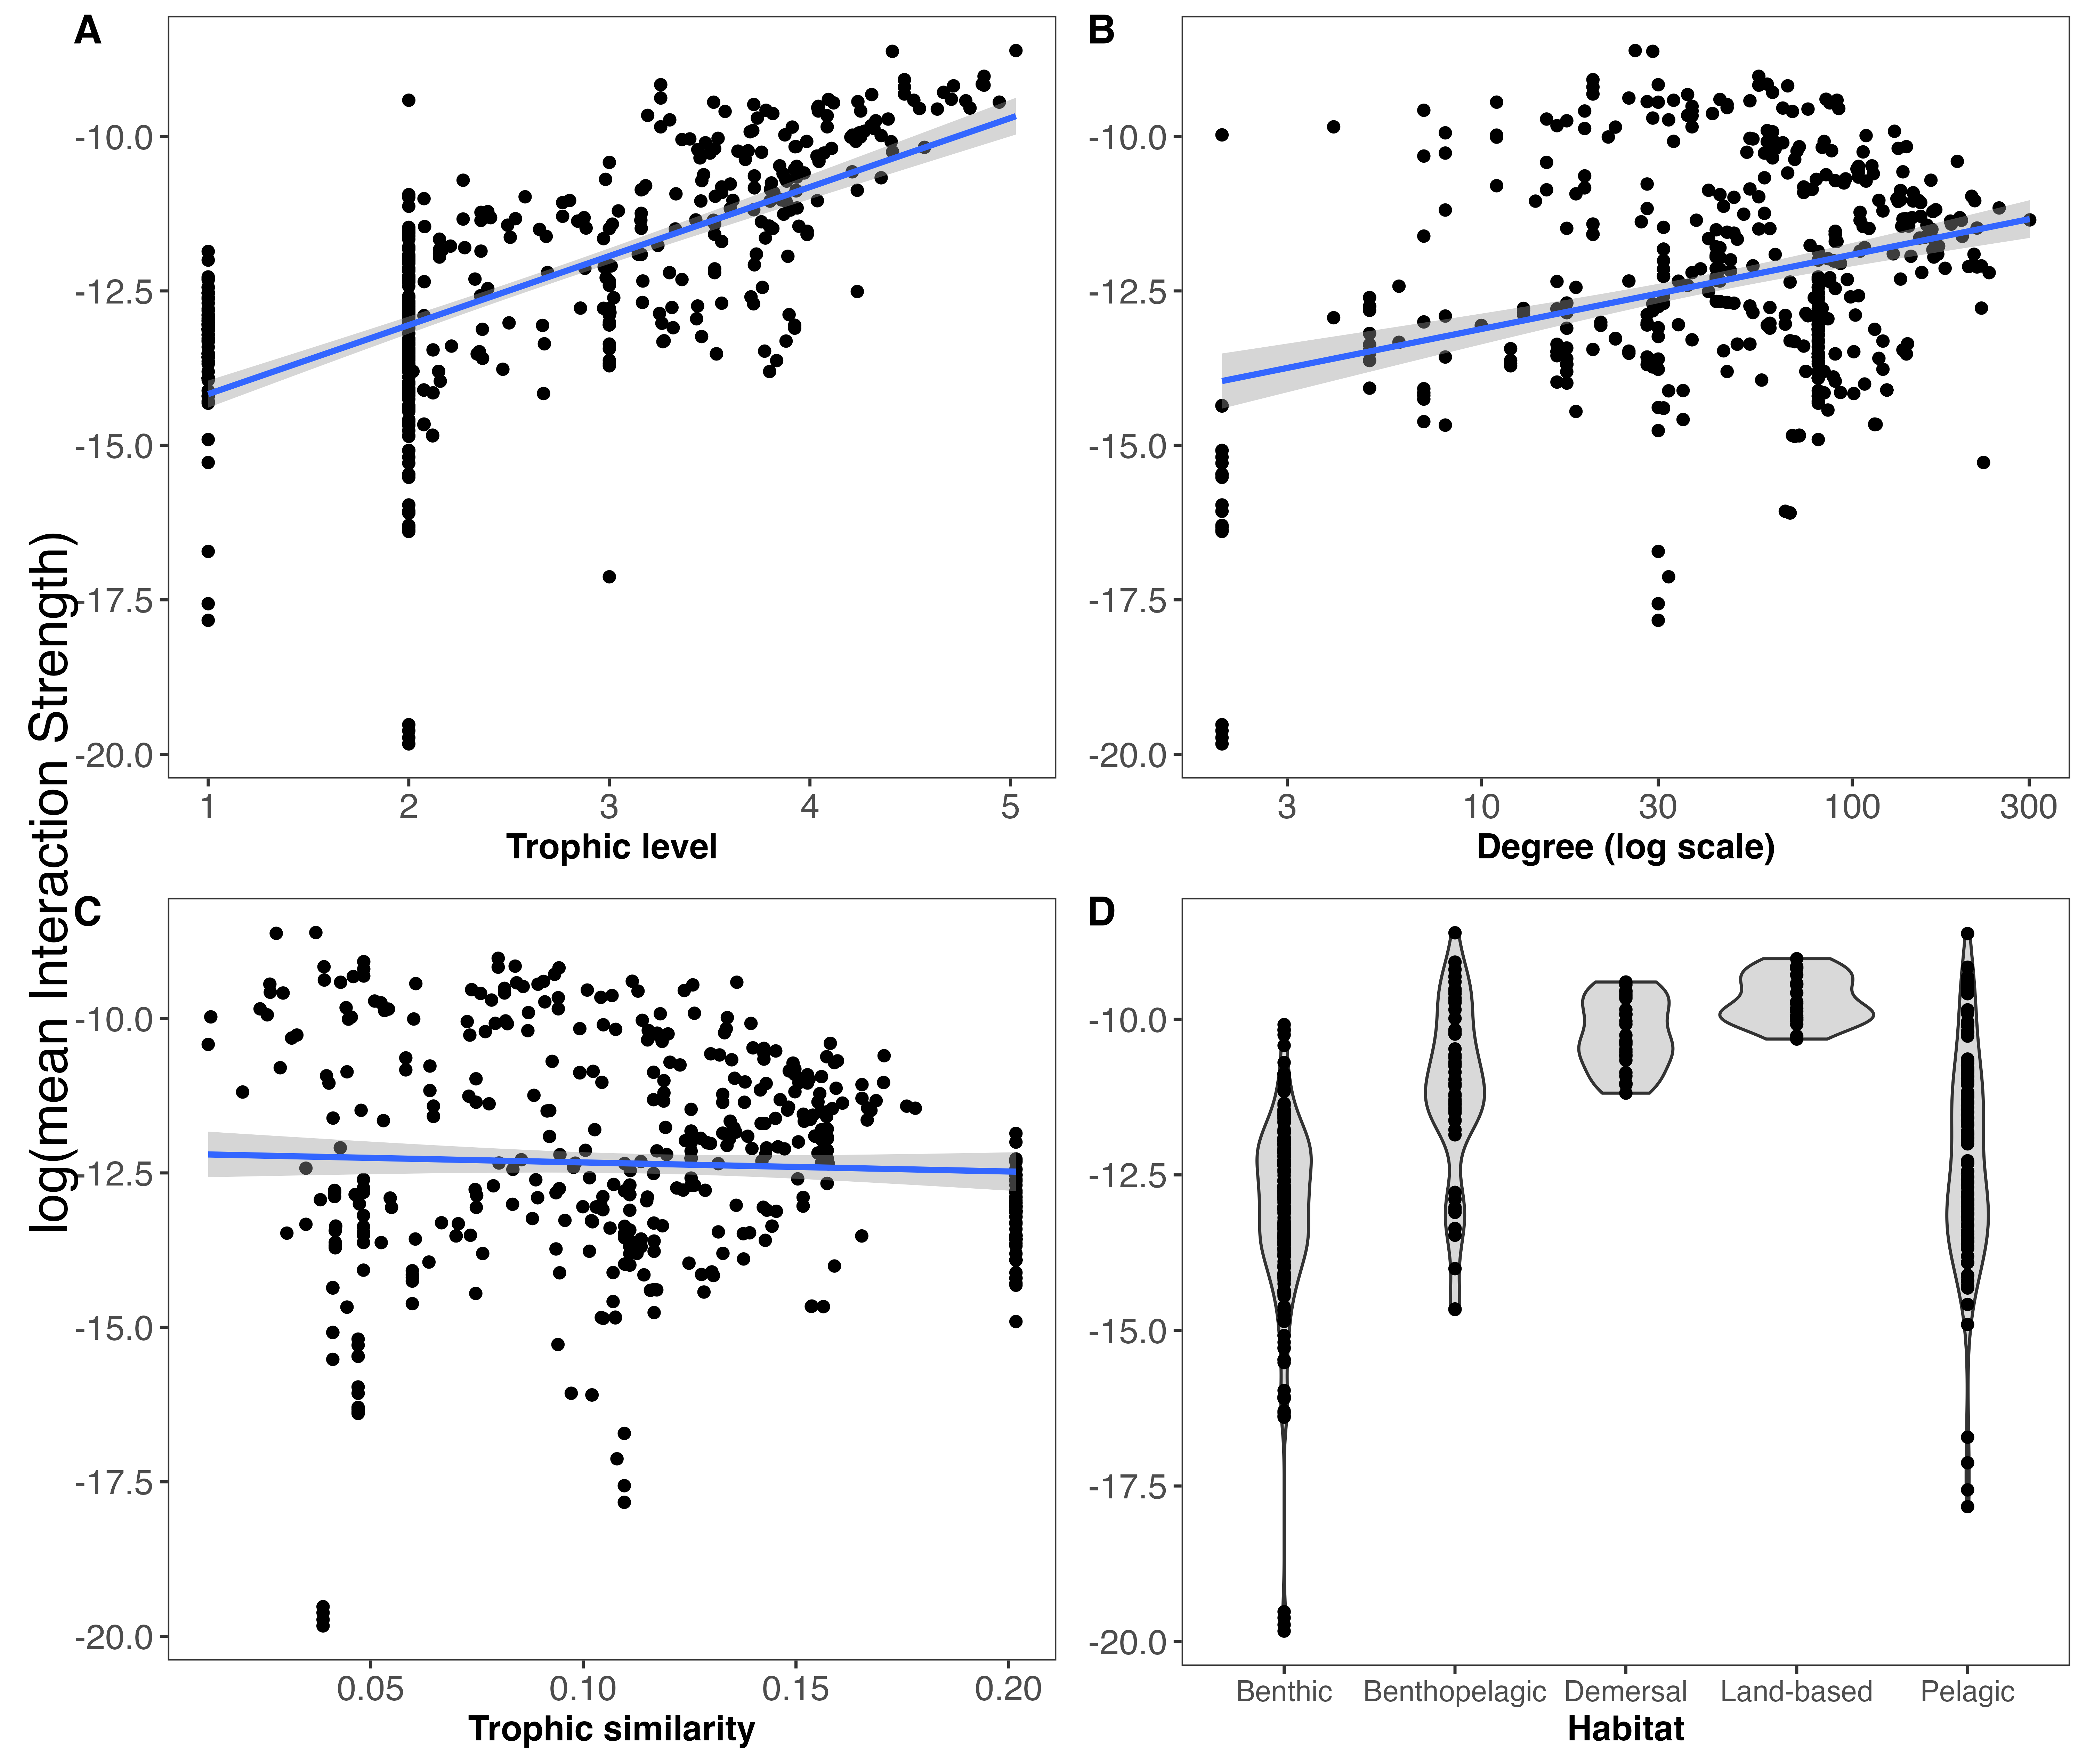 log(mean Interaction Strength)
A
-10.0
-12.5
-15.0
-17.5
-20.0
1 2 3 4 5
Trophic level
B
-10.0
-12.5
-15.0
-17.5
-20.0
3 10 30 100 300
Degree (log scale)
C
-10.0
-12.5
-15.0
-17.5
-20.0
0.05 0.10 0.15 0.20
Trophic similarity
D
-10.0
-12.5
-15.0
-17.5
-20.0
Benthic Benthopelagic Demersal Land-based Pelagic
Habitat